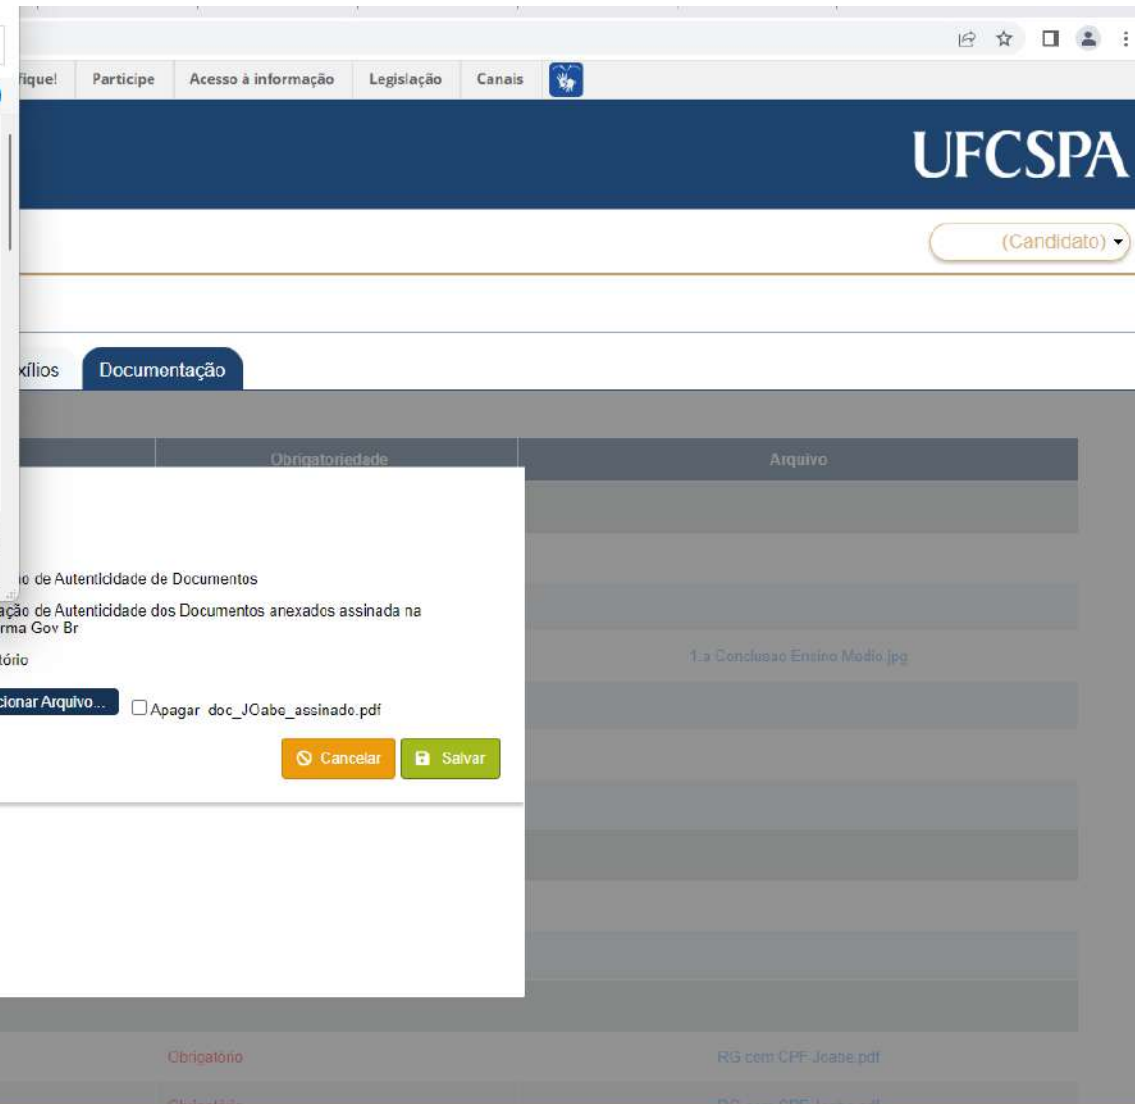 fique! Participe Acesso à informação Legislação Canais
UFCSPA
(Candidato)
xílios Documentação
Obrigatoriedade Arquivo
de Autenticidade de Documentos
ação de Autenticidade dos Documentos anexados assinada na
rma Gov Br
tório
1.a Conclusao Ensino Medio.jpg
cionar Arquivo... Apagar doc_JOabe_assinado.pdf
Cancelar Salvar
Obrigatório RG com CPF Joabe.pdf